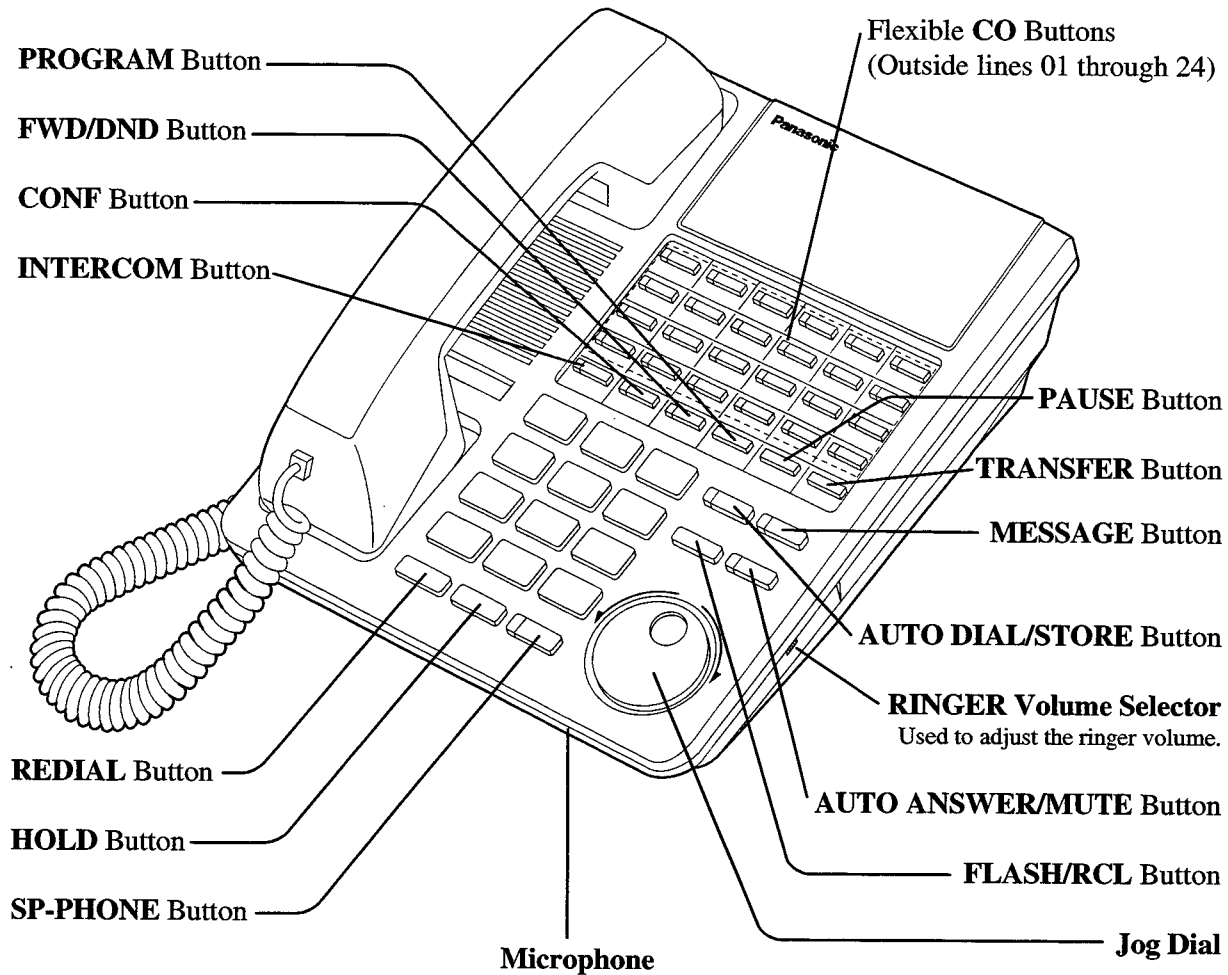 PROGRAM Button
FWD/DND Button
CONF Button
INTERCOM Button
Flexible CO Buttons
(Outside lines 01 through 24)
Panasonic
PAUSE Button
TRANSFER Button
MESSAGE Button
AUTO DIAL/STORE Button
RINGER Volume Selector
Used to adjust the ringer volume.
AUTO ANSWER/MUTE Button
FLASH/RCL Button
Jog Dial
REDIAL Button
HOLD Button
SP-PHONE Button
Microphone